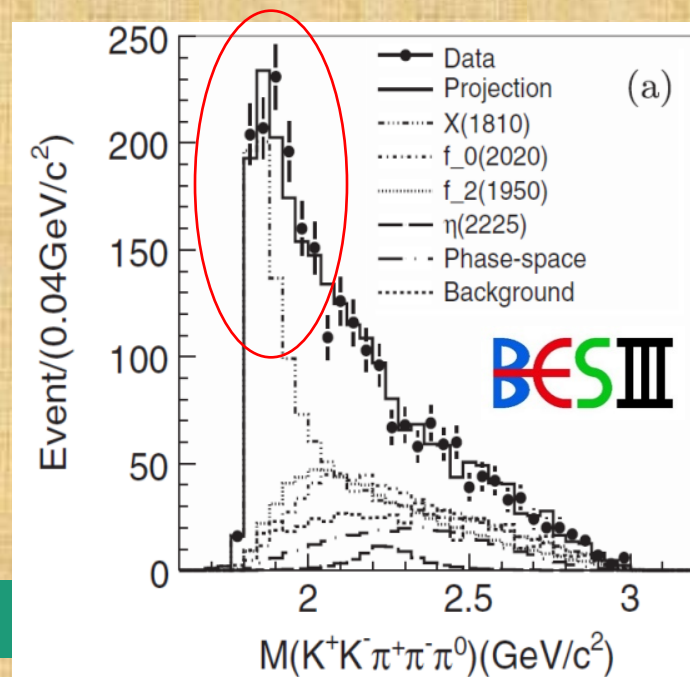 250
200
150
100
50
0
Event/(0.04GeV/c²)
Data
Projection
X(1810)
f_0(2020)
f_2(1950)
η(2225)
Phase-space
Background
(a)
BESIII
2
2.5
3
M(K⁺K⁻π⁺π⁻π⁰)(GeV/c²)